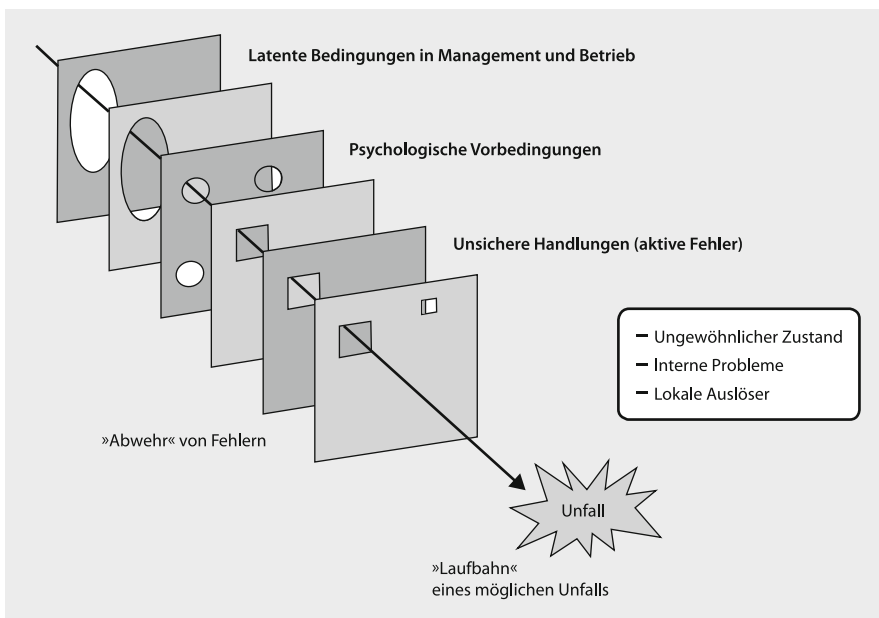 Latente Bedingungen in Management und Betrieb
Psychologische Vorbedingungen
Unsichere Handlungen (aktive Fehler)
– Ungewöhnlicher Zustand
– Interne Probleme
– Lokale Auslöser
»Abwehr« von Fehlern
Unfall
»Laufbahn«
eines möglichen Unfalls